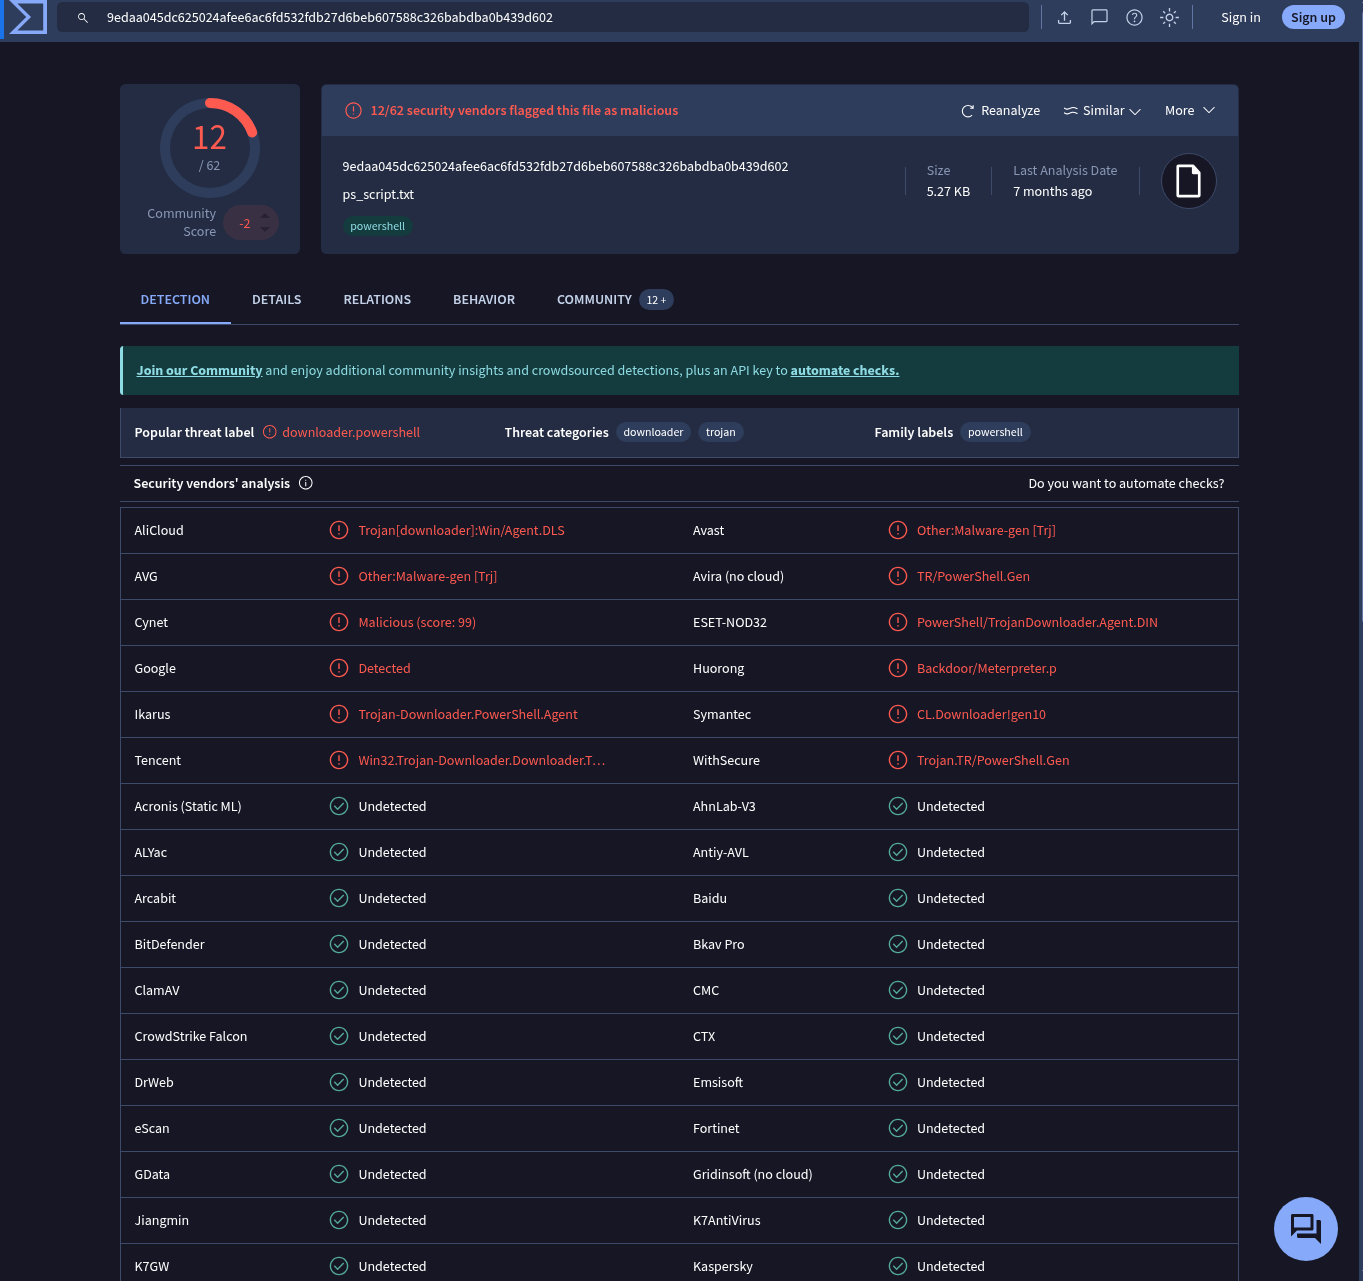 9edaa045dc625024afee6ac6fd532fdb27d6beb607588c326babdba0b439d602
Sign in
Sign up
12
/ 62
Community
Score
-2
12/62 security vendors flagged this file as malicious
Reanalyze
Similar
More
9edaa045dc625024afee6ac6fd532fdb27d6beb607588c326babdba0b439d602
ps_script.txt
powershell
Size
5.27 KB
Last Analysis Date
7 months ago
DETECTION DETAILS RELATIONS BEHAVIOR COMMUNITY 12 +
Join our Community and enjoy additional community insights and crowdsourced detections, plus an API key to automate checks.
Popular threat label downloader.powershell Threat categories downloader trojan Family labels powershell
Security vendors' analysis Do you want to automate checks?
AliCloud Trojan[downloader]:Win/Agent.DLS Avast Other:Malware-gen [Trj]
AVG Other:Malware-gen [Trj] Avira (no cloud) TR/PowerShell.Gen
Cynet Malicious (score: 99) ESET-NOD32 PowerShell/TrojanDownloader.Agent.DIN
Google Detected Huorong Backdoor/Meterpreter.p
Ikarus Trojan-Downloader.PowerShell.Agent Symantec CL.Downloader!gen10
Tencent Win32.Trojan-Downloader.Downloader.T… WithSecure Trojan.TR/PowerShell.Gen
Acronis (Static ML) Undetected AhnLab-V3 Undetected
ALYac Undetected Antiy-AVL Undetected
Arcabit Undetected Baidu Undetected
BitDefender Undetected Bkav Pro Undetected
ClamAV Undetected CMC Undetected
CrowdStrike Falcon Undetected CTX Undetected
DrWeb Undetected Emsisoft Undetected
eScan Undetected Fortinet Undetected
GData Undetected Gridinsoft (no cloud) Undetected
Jiangmin Undetected K7AntiVirus Undetected
K7GW Undetected Kaspersky Undetected